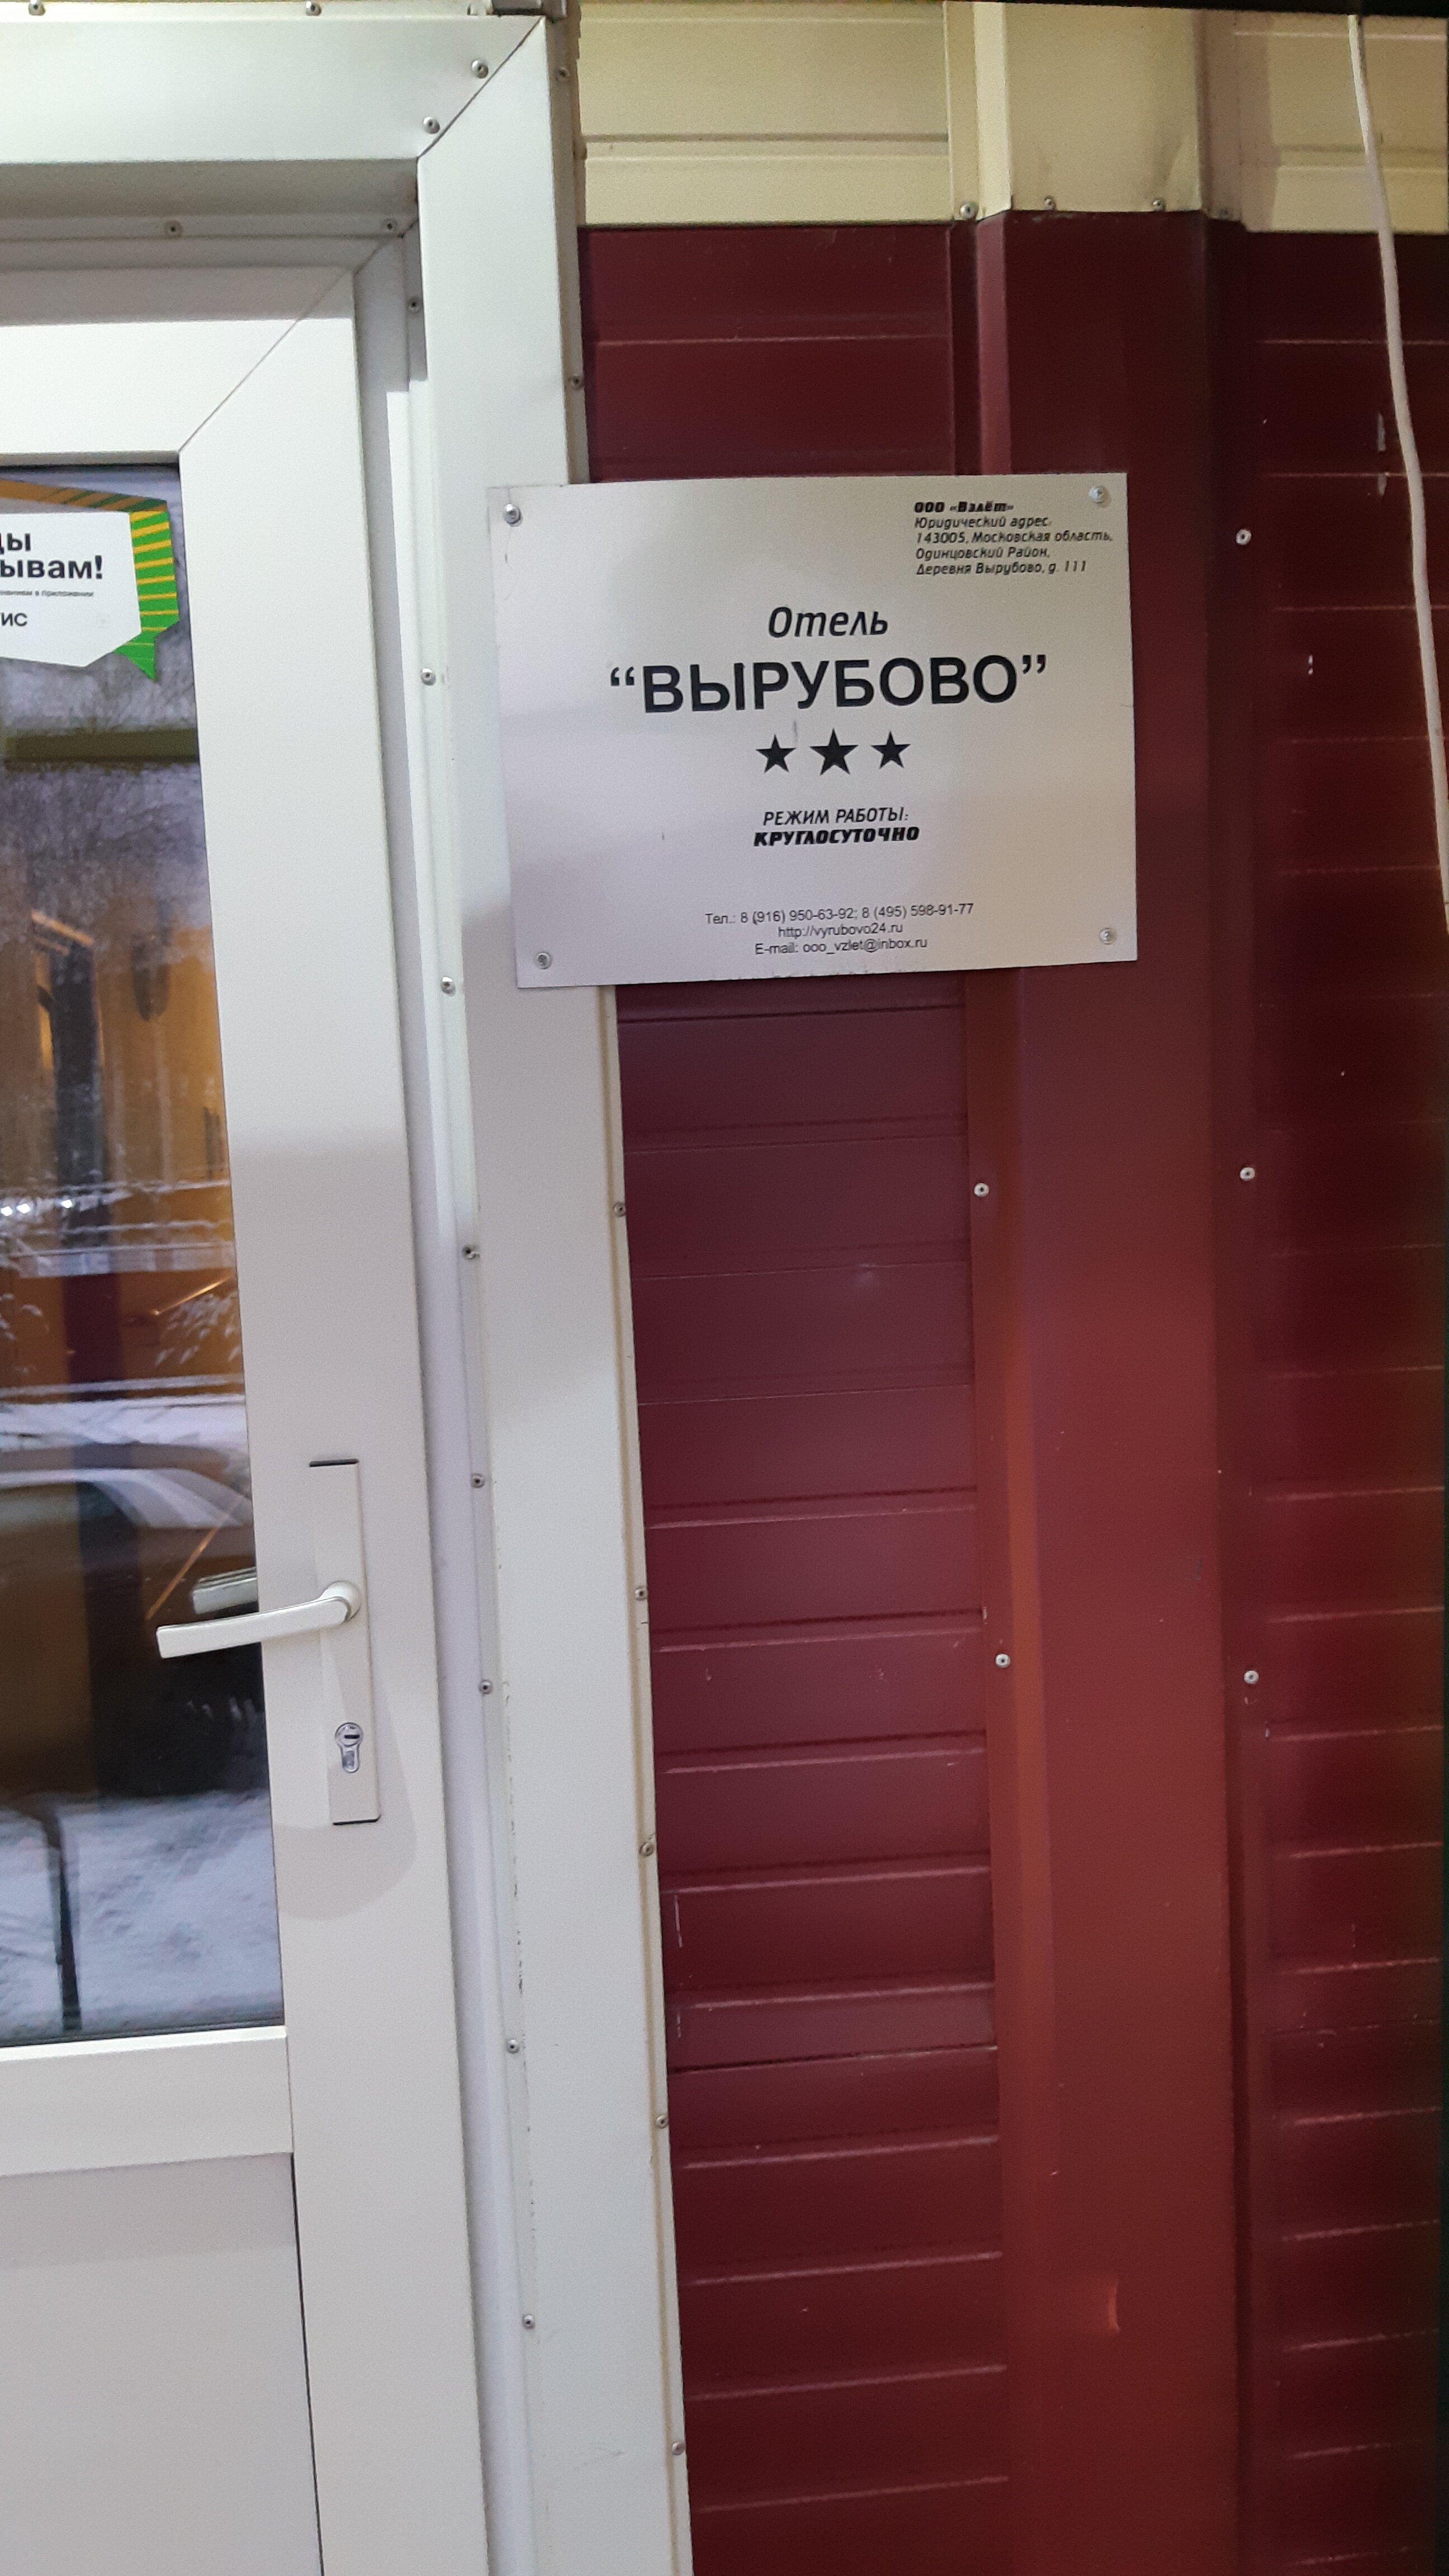 ывам!
ООО «Взлёт»
Юридический адрес:
143005, Московская область,
Одинцовский Район,
Деревня Вырубово, д. 111
Отель
“ВЫРУБОВО”
★ ★ ★
РЕЖИМ РАБОТЫ:
КРУГЛОСУТОЧНО
Тел.: 8 (916) 950-63-92; 8 (495) 598-91-77
http://vyrubovo24.ru
E-mail: ooo_vzlet@inbox.ru